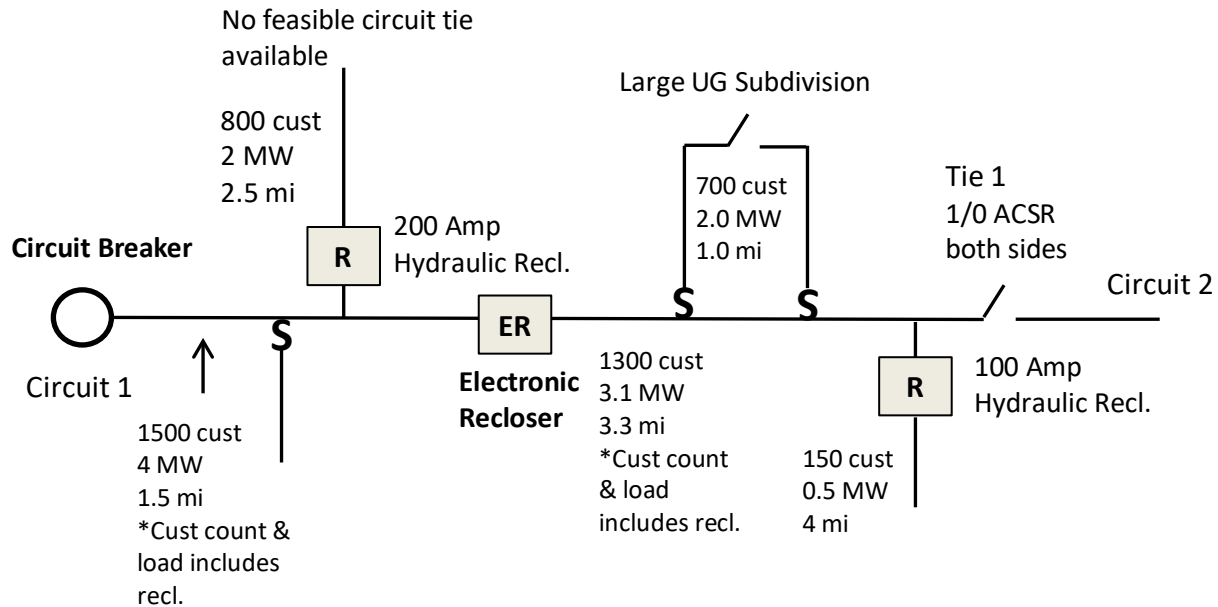 No feasible circuit tie
available
800 cust
2 MW
2.5 mi
Large UG Subdivision
700 cust
2.0 MW
1.0 mi
Tie 1
1/0 ACSR
both sides
Circuit Breaker
R
200 Amp
Hydraulic Recl.
Circuit 2
S
ER
S
S
Circuit 1
Electronic
Recloser
1300 cust
3.1 MW
3.3 mi
*Cust count
& load
includes recl.
R
100 Amp
Hydraulic Recl.
1500 cust
4 MW
1.5 mi
*Cust count &
load includes
recl.
150 cust
0.5 MW
4 mi